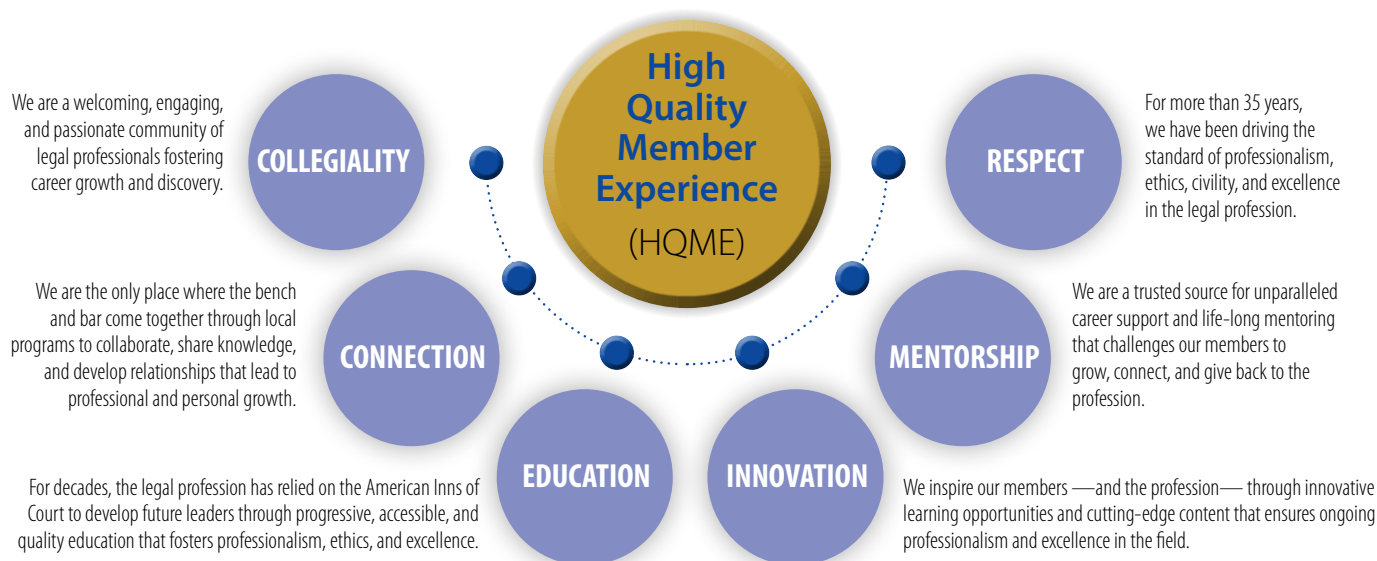 High
Quality
Member
Experience
(HQME)
We are a welcoming, engaging,
and passionate community of
legal professionals fostering
career growth and discovery.
COLLEGIALITY
We are the only place where the bench
and bar come together through local
programs to collaborate, share knowledge,
and develop relationships that lead to
professional and personal growth.
CONNECTION
For decades, the legal profession has relied on the American Inns of
Court to develop future leaders through progressive, accessible, and
quality education that fosters professionalism, ethics, and excellence.
EDUCATION
INNOVATION
We inspire our members —and the profession— through innovative
learning opportunities and cutting-edge content that ensures ongoing
professionalism and excellence in the field.
MENTORSHIP
We are a trusted source for unparalleled
career support and life-long mentoring
that challenges our members to
grow, connect, and give back to the
profession.
RESPECT
For more than 35 years,
we have been driving the
standard of professionalism,
ethics, civility, and excellence
in the legal profession.